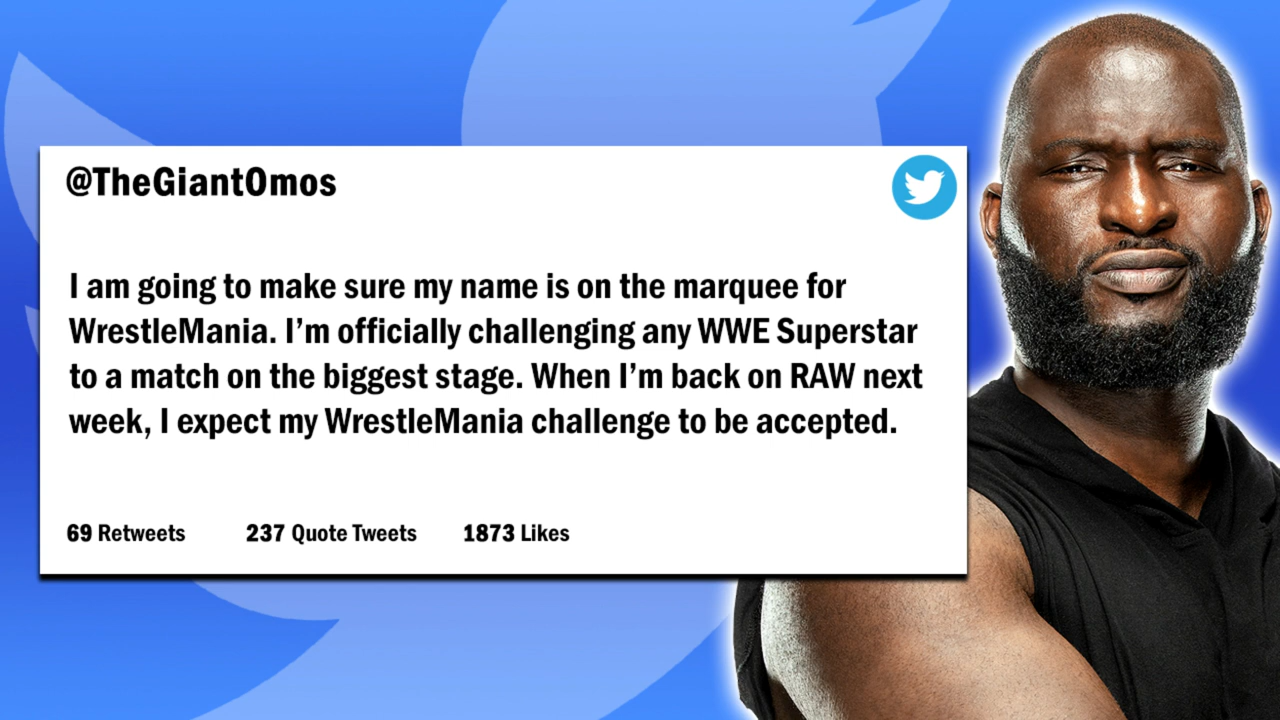 @TheGiantOmos
I am going to make sure my name is on the marquee for
WrestleMania. I’m officially challenging any WWE Superstar
to a match on the biggest stage. When I’m back on RAW next
week, I expect my WrestleMania challenge to be accepted.
69 Retweets 237 Quote Tweets 1873 Likes